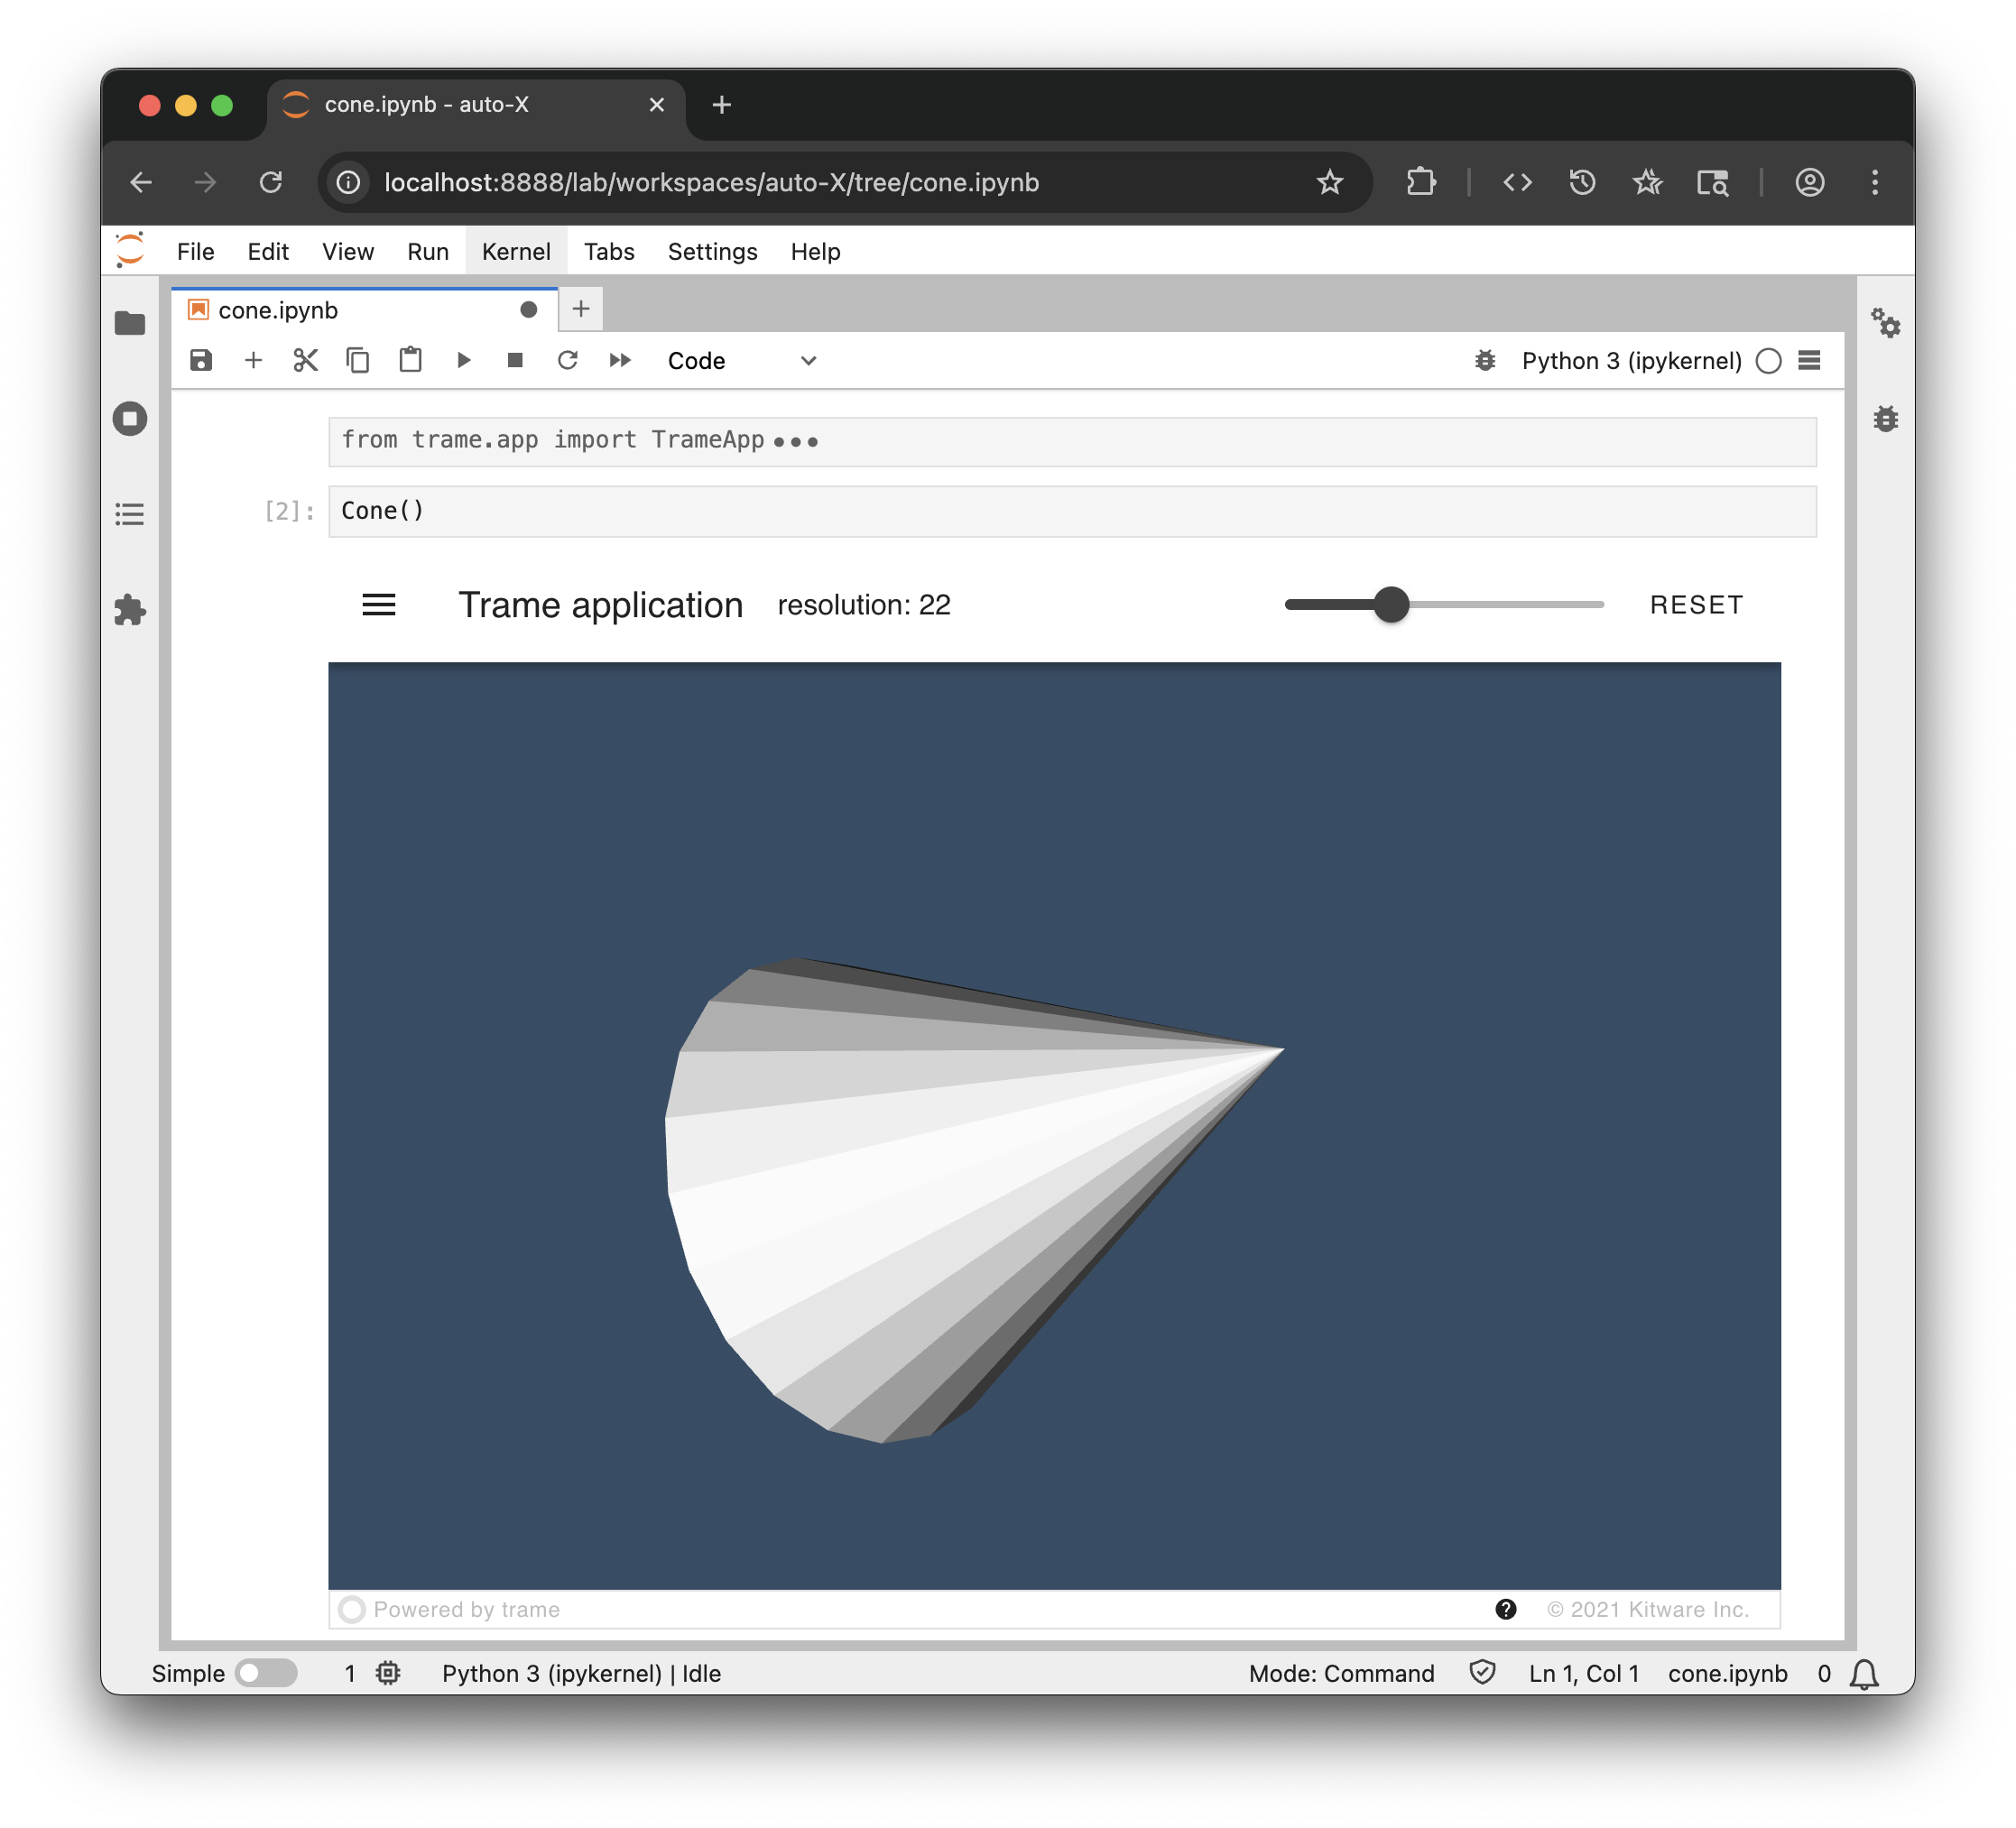 cone.ipynb - auto-X
localhost:8888/lab/workspaces/auto-X/tree/cone.ipynb
File Edit View Run Kernel Tabs Settings Help
cone.ipynb
Code Python 3 (ipykernel)
from trame.app import TrameApp
[2]: Cone()
Trame application resolution: 22 RESET
Powered by trame © 2021 Kitware Inc.
Simple 1 Python 3 (ipykernel) | Idle Mode: Command Ln 1, Col 1 cone.ipynb 0